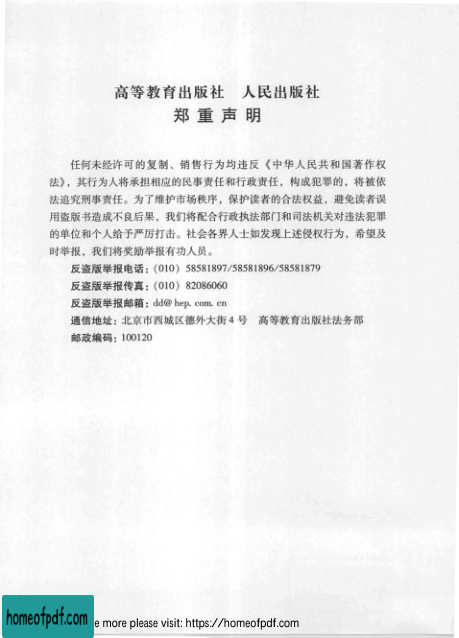 高等教育出版社　人民出版社
郑重声明
任何未经许可的复制、销售行为均违反《中华人民共和国著作权
法》，其行为人将承担相应的民事责任和行政责任，构成犯罪的，将被依
法追究刑事责任。为了维护市场秩序，保护读者的合法权益，避免读者误
用盗版书造成不良后果，我们将配合行政执法部门和司法机关对违法犯罪
的单位和个人给予严厉打击。社会各界人士如发现上述侵权行为，希望及
时举报，我们将奖励举报有功人员。
反盗版举报电话：(010) 58581897/58581896/58581879
反盗版举报传真：(010) 82086060
反盗版举报邮箱：dd@hep.com.cn
通信地址：北京市西城区德外大街4号　高等教育出版社法务部
邮政编码：100120
homeofpdf.com
e more please visit: https://homeofpdf.com